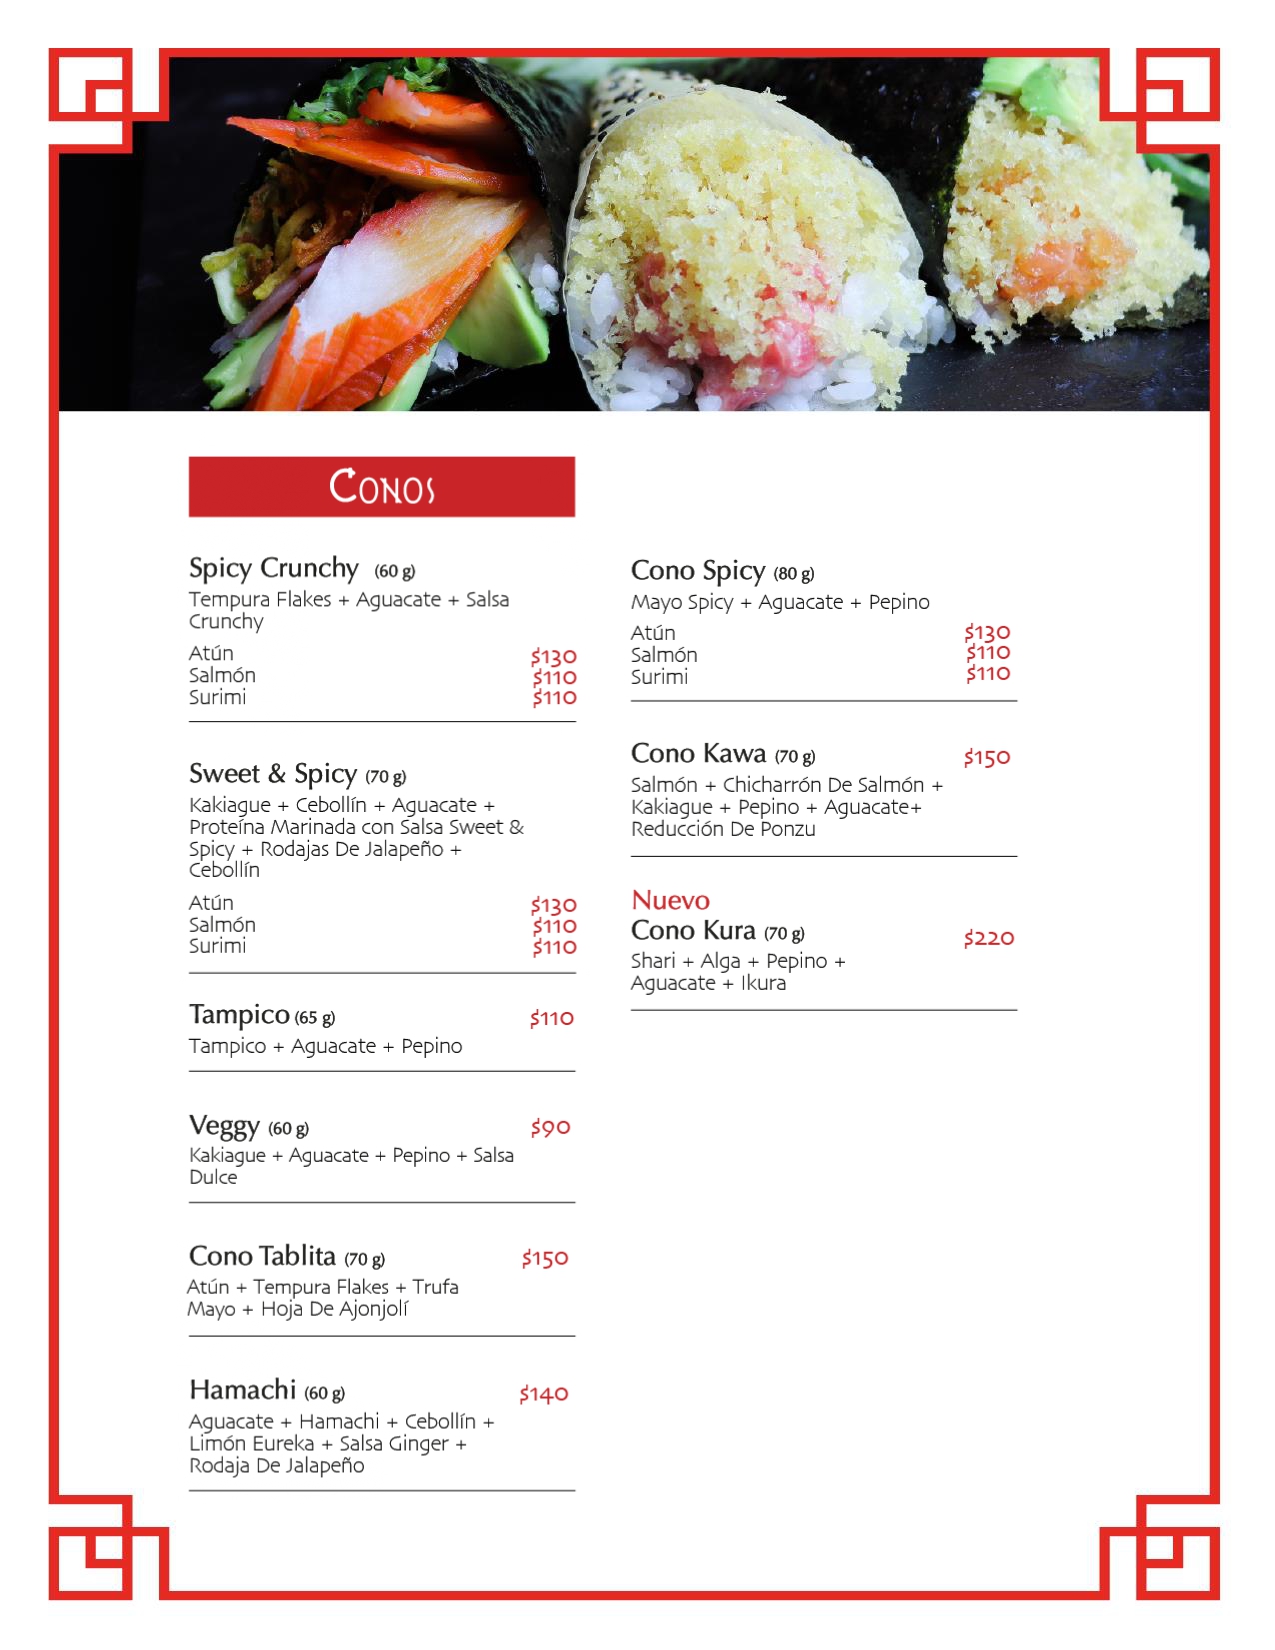 Conos
Spicy Crunchy (60 g)
Tempura Flakes + Aguacate + Salsa
Crunchy
Atún $130
Salmón $110
Surimi $110
Sweet & Spicy (70 g)
Kakiague + Cebollín + Aguacate +
Proteína Marinada con Salsa Sweet &
Spicy + Rodajas De Jalapeño +
Cebollín
Atún $130
Salmón $110
Surimi $110
Tampico (65 g) $110
Tampico + Aguacate + Pepino
Veggy (60 g) $90
Kakiague + Aguacate + Pepino + Salsa
Dulce
Cono Tablita (70 g) $150
Atún + Tempura Flakes + Trufa
Mayo + Hoja De Ajonjolí
Hamachi (60 g) $140
Aguacate + Hamachi + Cebollín +
Limón Eureka + Salsa Ginger +
Rodaja De Jalapeño
Cono Spicy (80 g)
Mayo Spicy + Aguacate + Pepino
Atún $130
Salmón $110
Surimi $110
Cono Kawa (70 g) $150
Salmón + Chicharrón De Salmón +
Kakiague + Pepino + Aguacate+
Reducción De Ponzu
Nuevo
Cono Kura (70 g) $220
Shari + Alga + Pepino +
Aguacate + Ikura